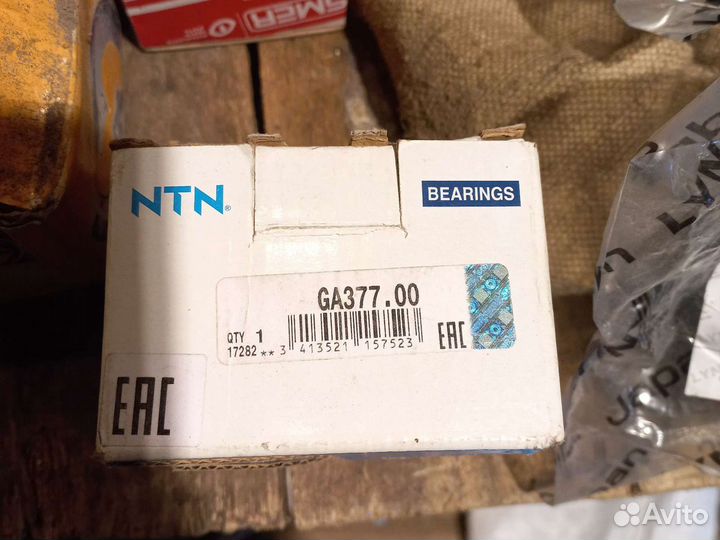 NTN®
BEARINGS
GA377.00
QTY 1
17282 ** 3 413521 157523
EAC
EAC
Avito